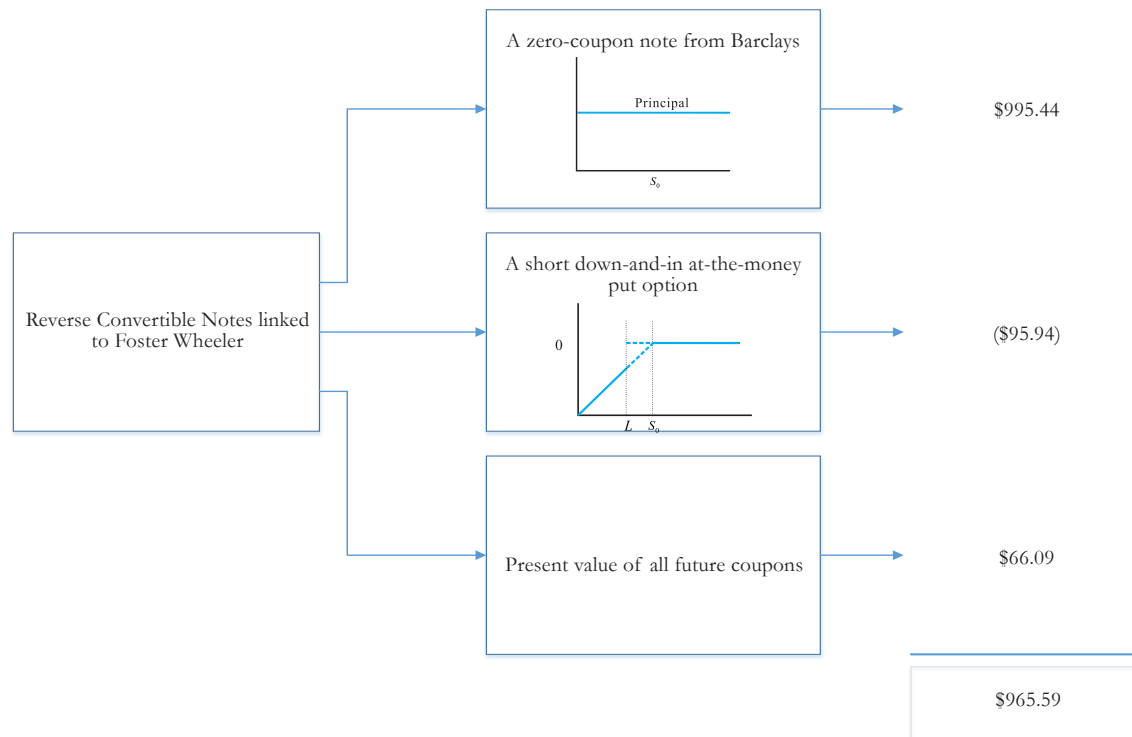 A zero-coupon note from Barclays
Principal
S₀
$995.44
Reverse Convertible Notes linked
to Foster Wheeler
A short down-and-in at-the-money
put option
0
L S₀
($95.94)
Present value of all future coupons
$66.09
$965.59